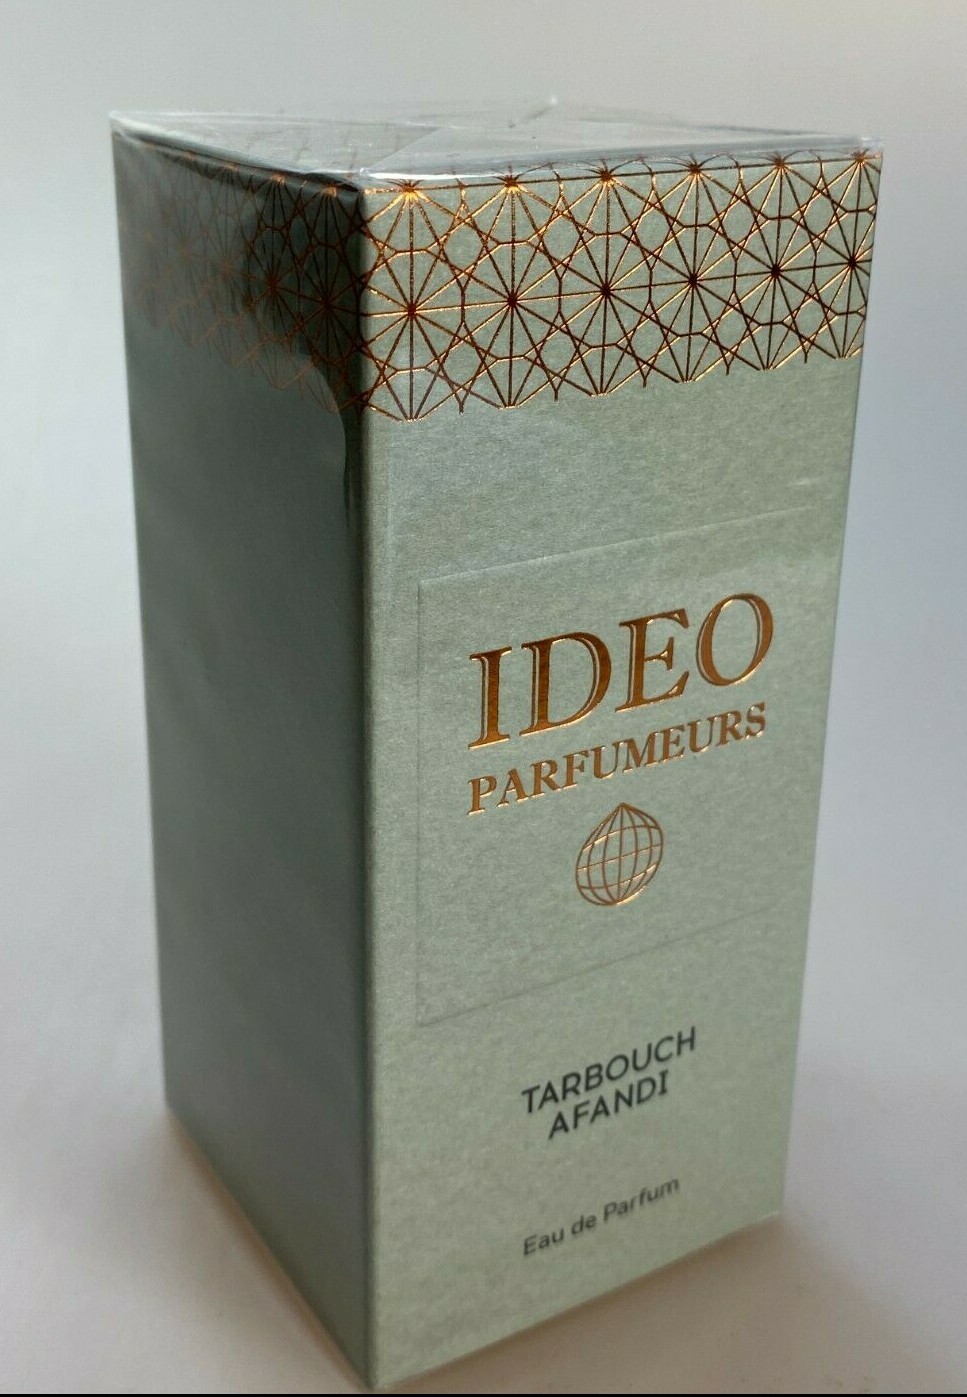 IDEO
PARFUMEURS
TARBOUCH
AFANDI
Eau de Parfum